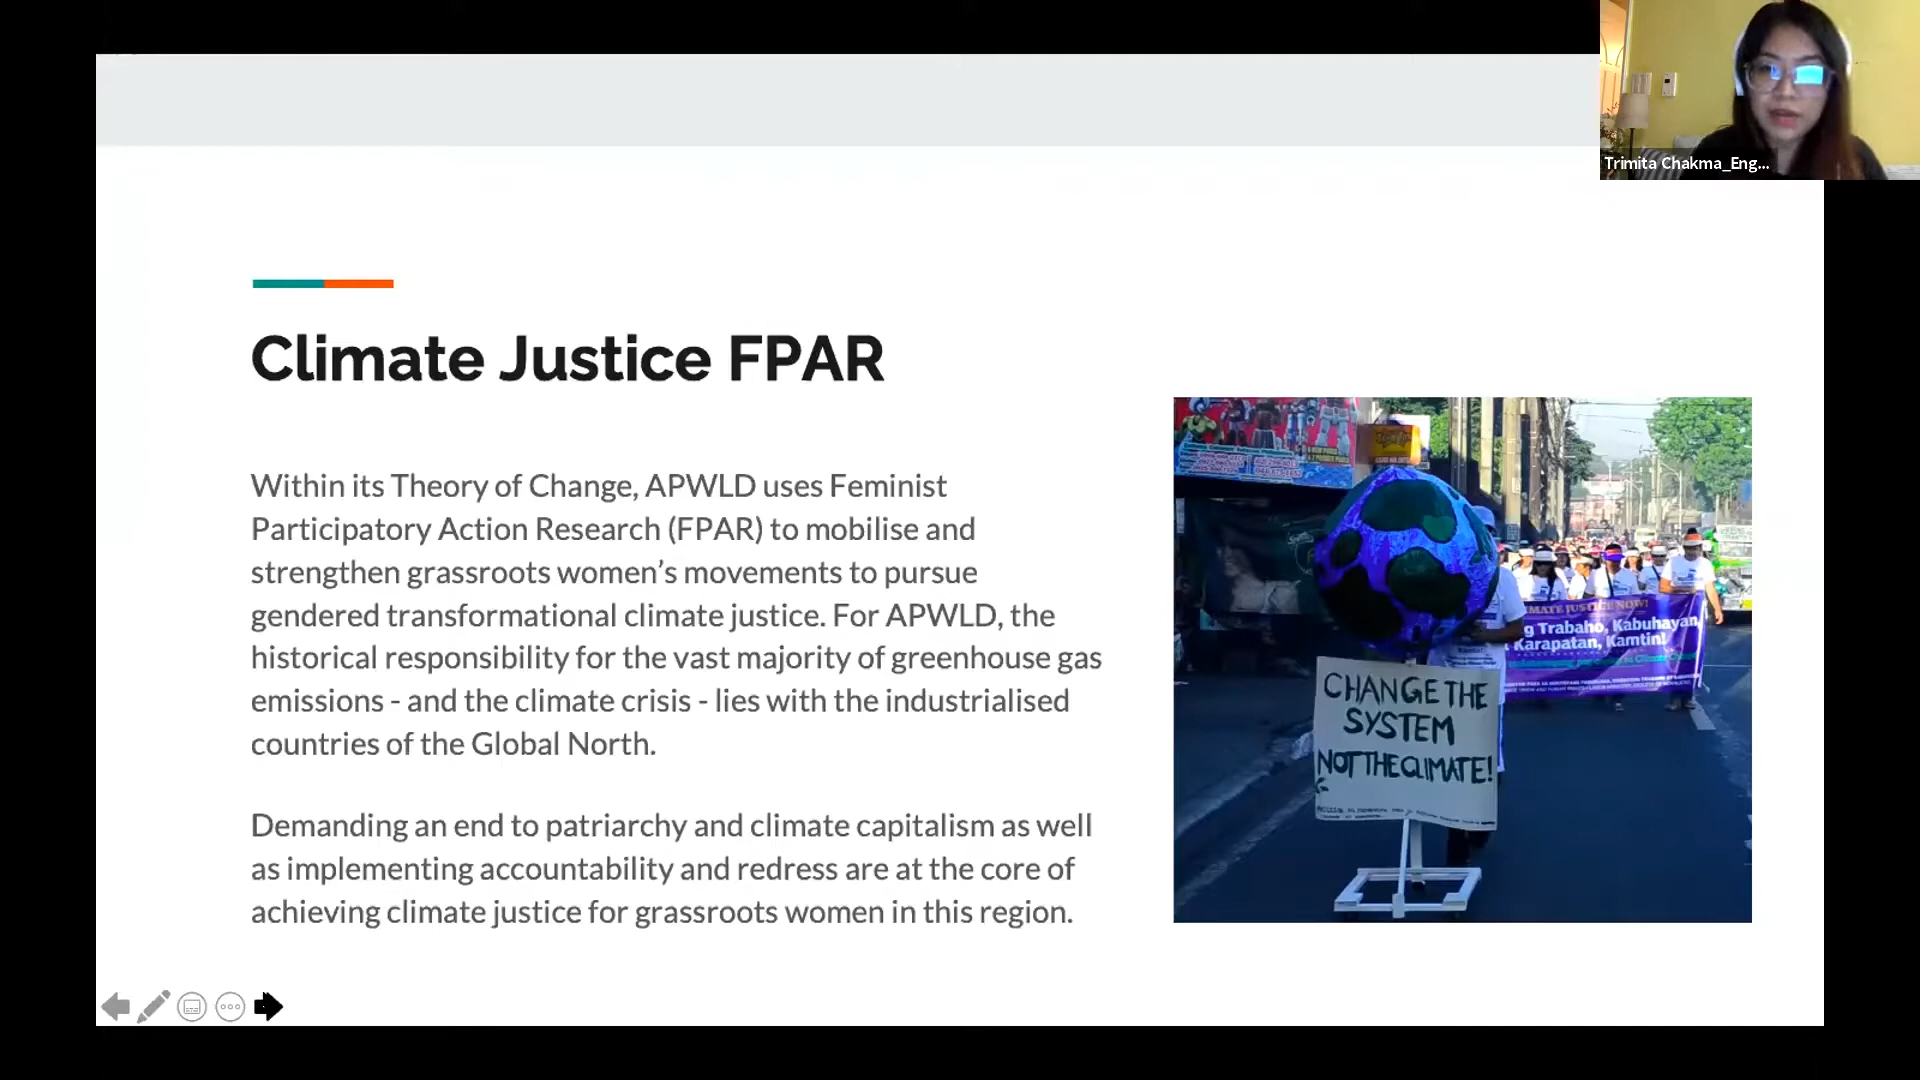 Trimita Chakma_Eng...
Climate Justice FPAR
Within its Theory of Change, APWLD uses Feminist
Participatory Action Research (FPAR) to mobilise and
strengthen grassroots women’s movements to pursue
gendered transformational climate justice. For APWLD, the
historical responsibility for the vast majority of greenhouse gas
emissions - and the climate crisis - lies with the industrialised
countries of the Global North.
Demanding an end to patriarchy and climate capitalism as well
as implementing accountability and redress are at the core of
achieving climate justice for grassroots women in this region.
JUSTICE NOW!
Trabaho, Kabuhayan,
Karapatan, Kamtin!
CHANGE THE
SYSTEM
NOT THE CLIMATE!